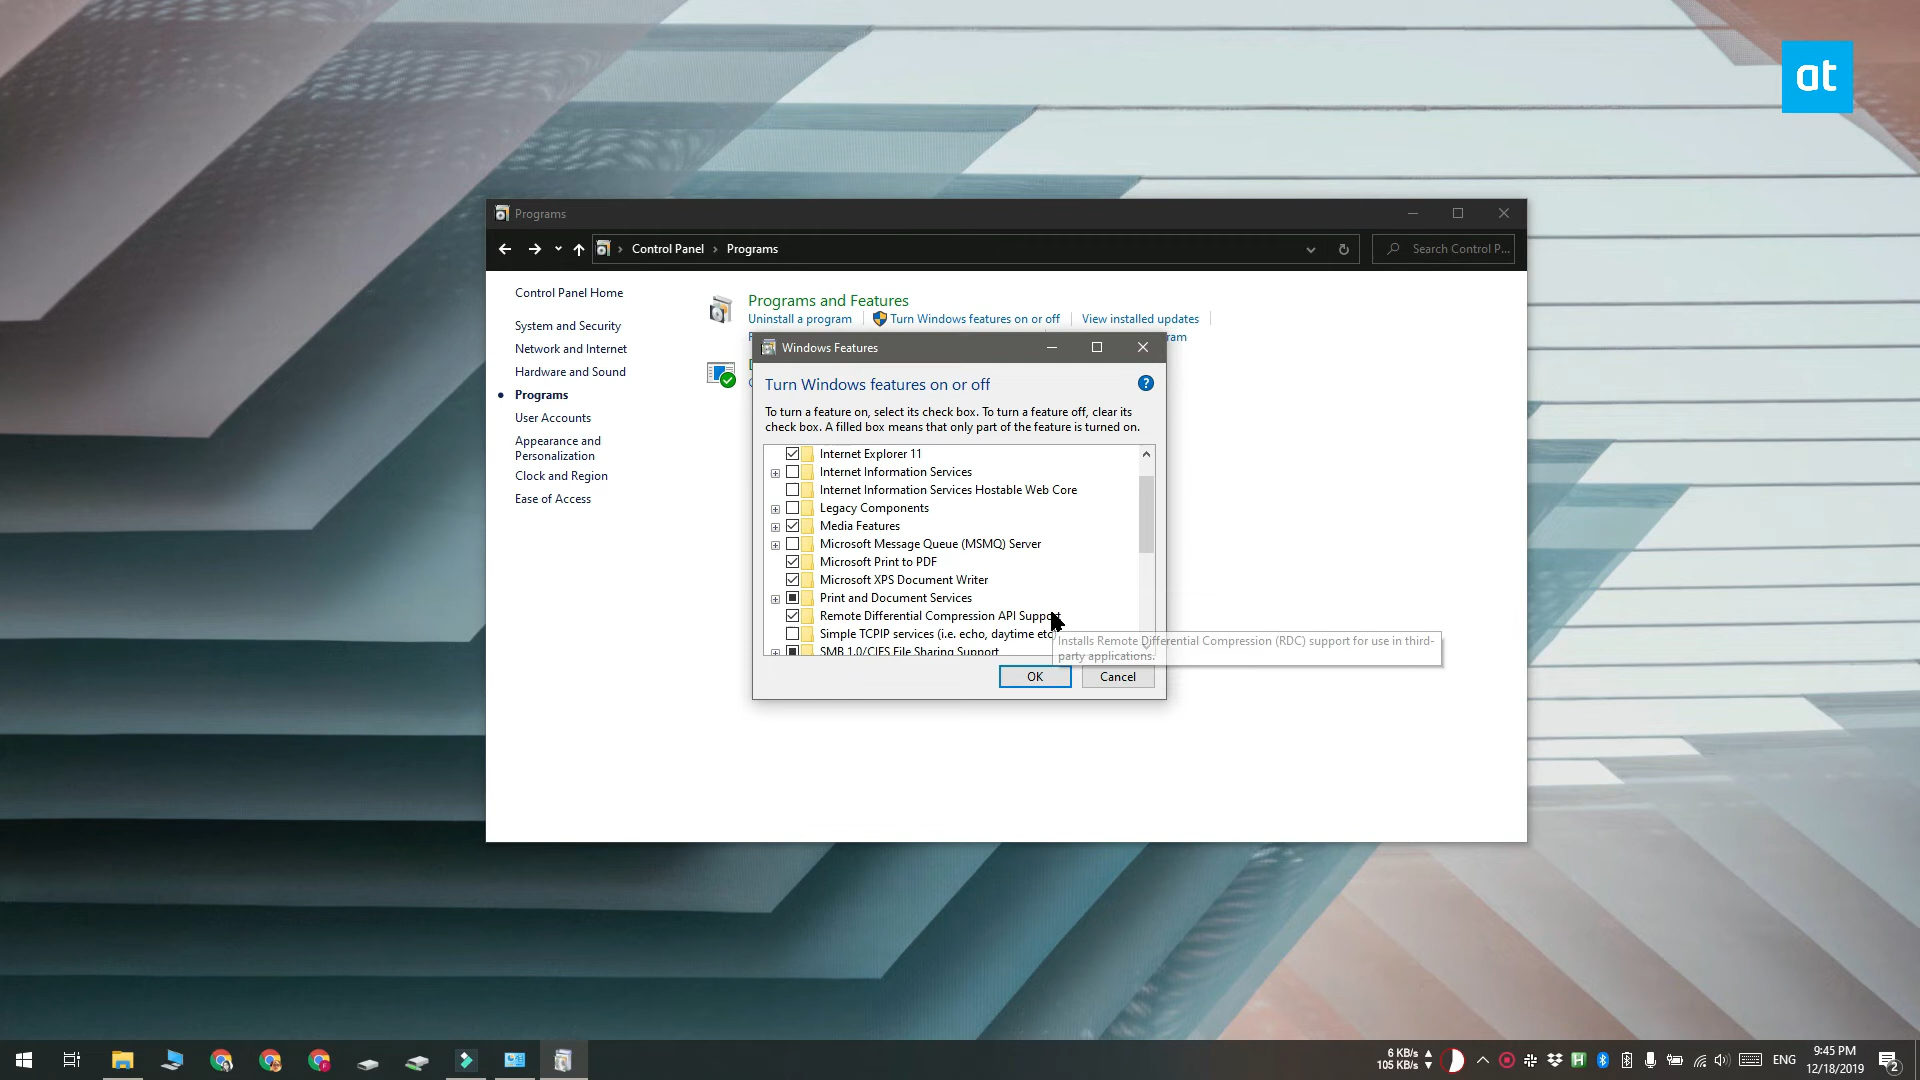 at
Programs
Control Panel
Programs
Search Control P...
Control Panel Home
System and Security
Network and Internet
Hardware and Sound
Programs
User Accounts
Appearance and
Personalization
Clock and Region
Ease of Access
Programs and Features
Uninstall a program
Turn Windows features on or off
View installed updates
ram
Windows Features
Turn Windows features on or off
To turn a feature on, select its check box. To turn a feature off, clear its
check box. A filled box means that only part of the feature is turned on.
Internet Explorer 11
Internet Information Services
Internet Information Services Hostable Web Core
Legacy Components
Media Features
Microsoft Message Queue (MSMQ) Server
Microsoft Print to PDF
Microsoft XPS Document Writer
Print and Document Services
Remote Differential Compression API Support
Simple TCPIP services (i.e. echo, daytime etc)
SMB 1.0/CIFS File Sharing Support
Installs Remote Differential Compression (RDC) support for use in third-
party applications.
OK
Cancel
6 KB/s
105 KB/s
ENG
9:45 PM
12/18/2019
2